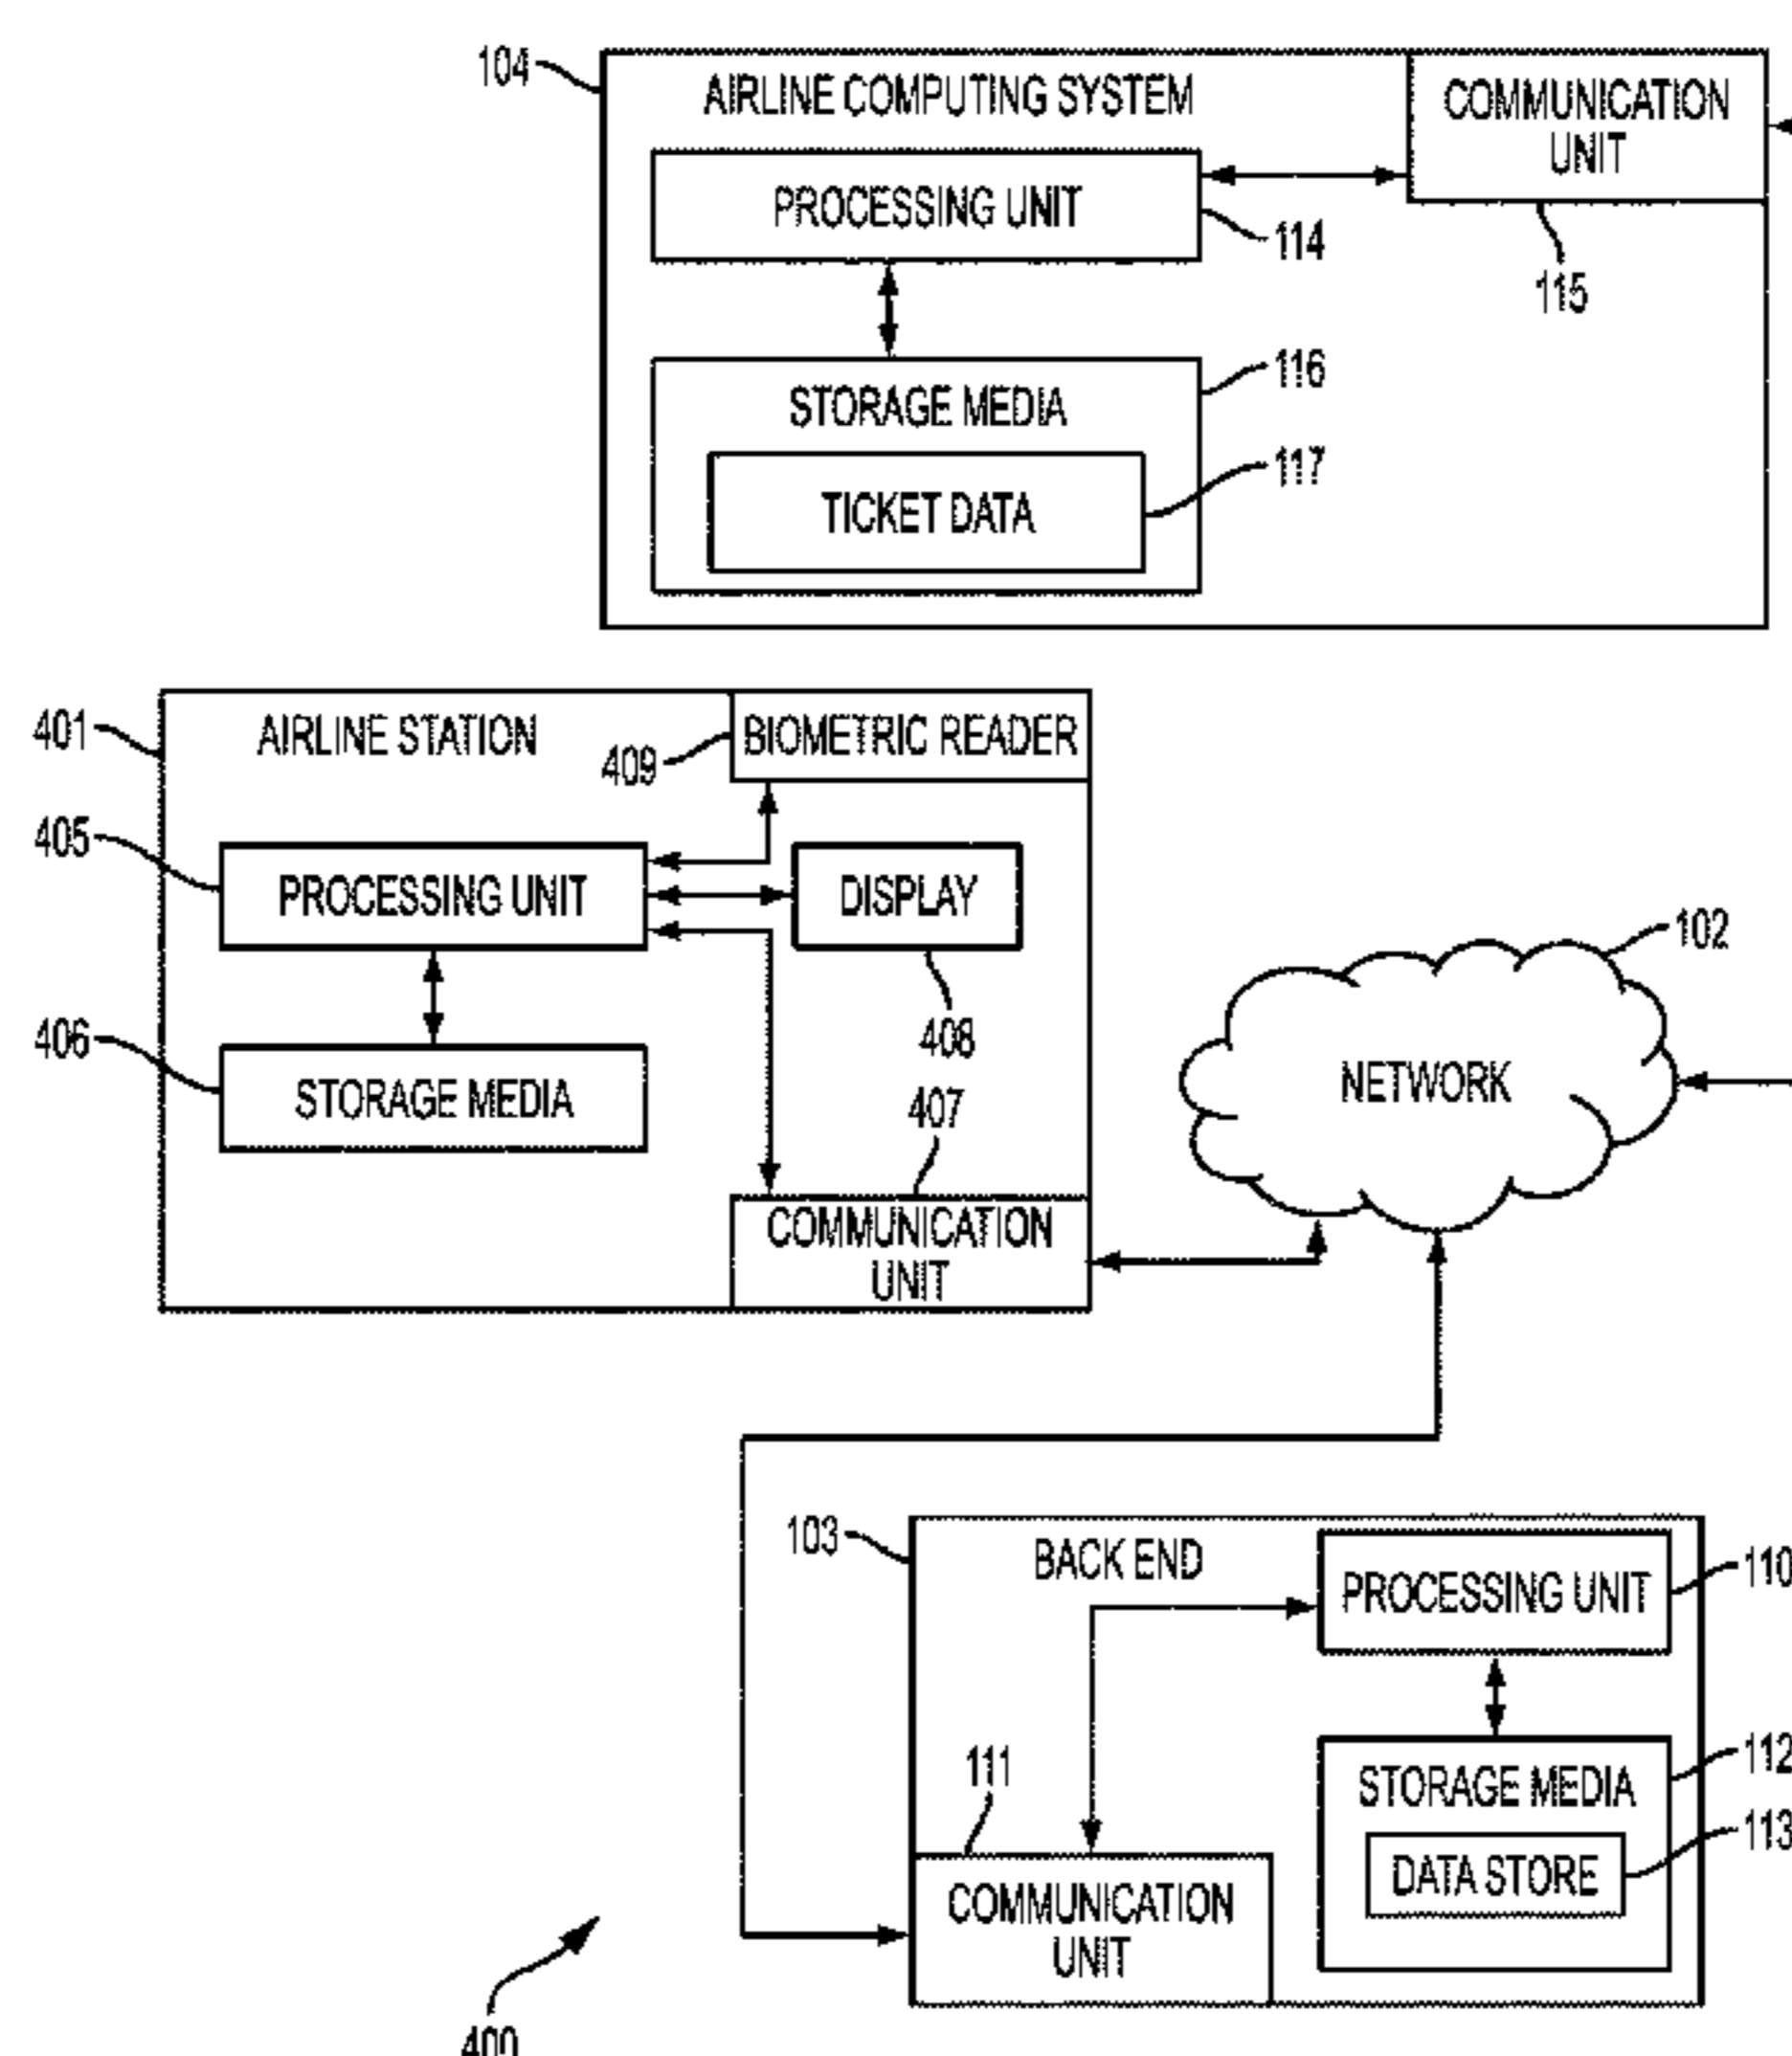 104
AIRLINE COMPUTING SYSTEM
COMMUNICATION
UNIT
PROCESSING UNIT
114
115
116
STORAGE MEDIA
117
TICKET DATA
401
AIRLINE STATION
409
BIOMETRIC READER
405
PROCESSING UNIT
DISPLAY
102
408
406
STORAGE MEDIA
407
NETWORK
COMMUNICATION
UNIT
103
BACK END
PROCESSING UNIT
110
111
112
STORAGE MEDIA
113
DATA STORE
COMMUNICATION
UNIT
400